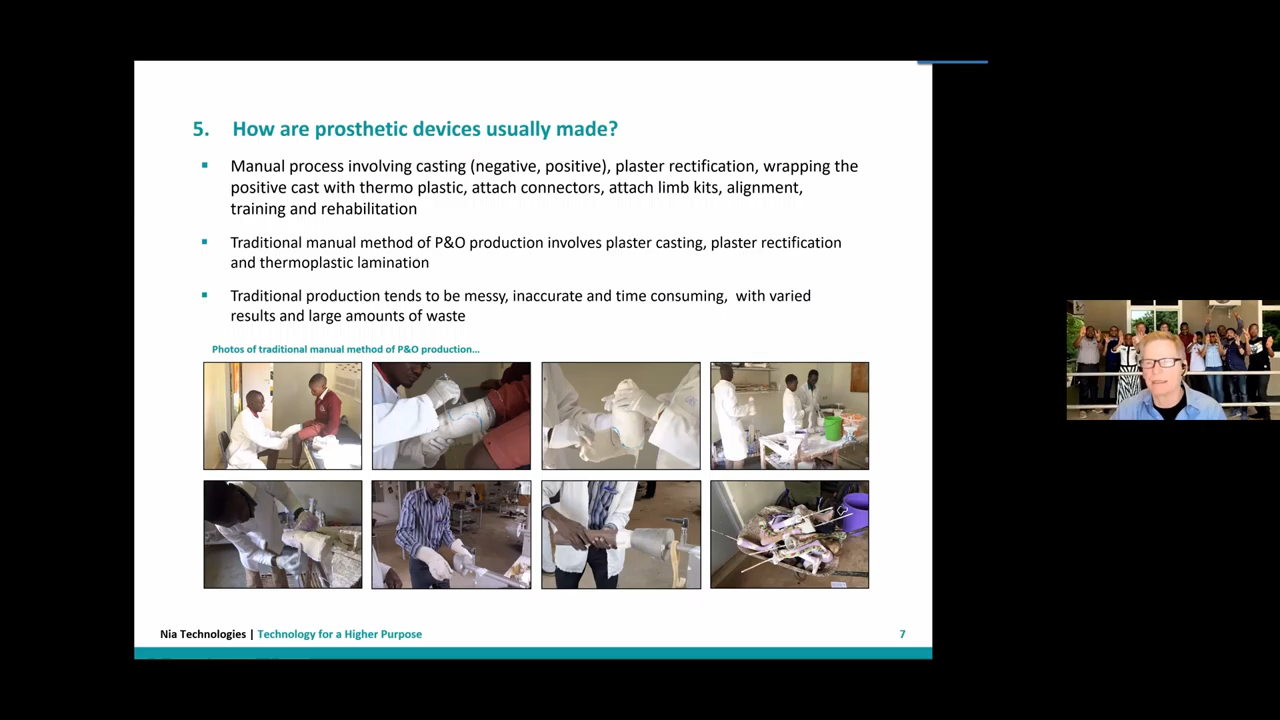 5. How are prosthetic devices usually made?
Manual process involving casting (negative, positive), plaster rectification, wrapping the
positive cast with thermo plastic, attach connectors, attach limb kits, alignment,
training and rehabilitation
Traditional manual method of P&O production involves plaster casting, plaster rectification
and thermoplastic lamination
Traditional production tends to be messy, inaccurate and time consuming, with varied
results and large amounts of waste
Photos of traditional manual method of P&O production...
Nia Technologies | Technology for a Higher Purpose
7